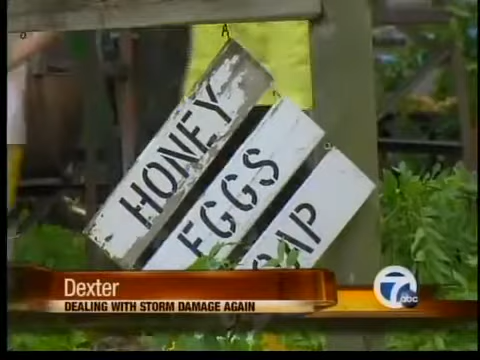 HONEY
EGGS
Dexter
DEALING WITH STORM DAMAGE AGAIN
7 abc